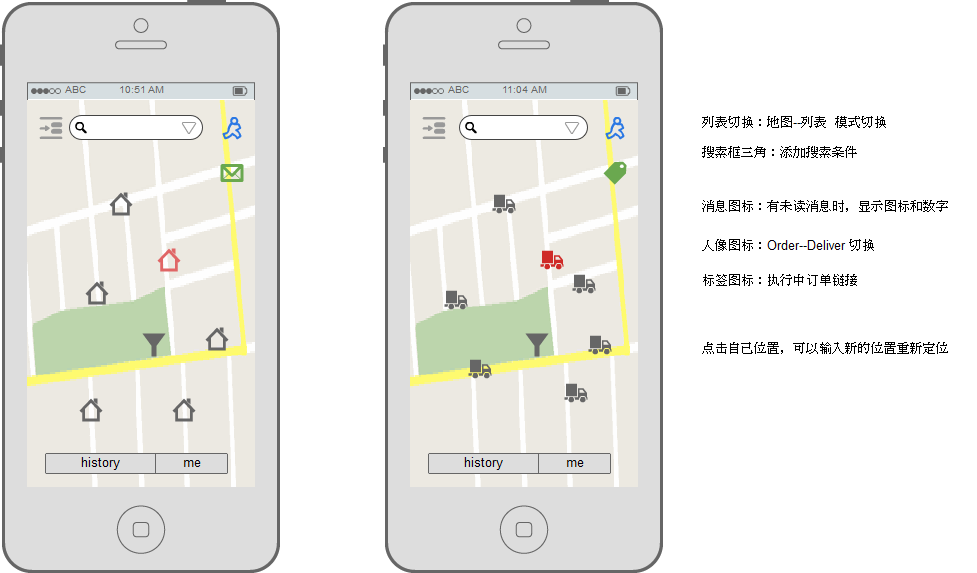 ABC 10:51 AM
history me
ABC 11:04 AM
history me
列表切换：地图--列表 模式切换
搜索框三角：添加搜索条件
消息图标：有未读消息时，显示图标和数字
人像图标：Order--Deliver 切换
标签图标：执行中订单链接
点击自已位置，可以输入新的位置重新定位